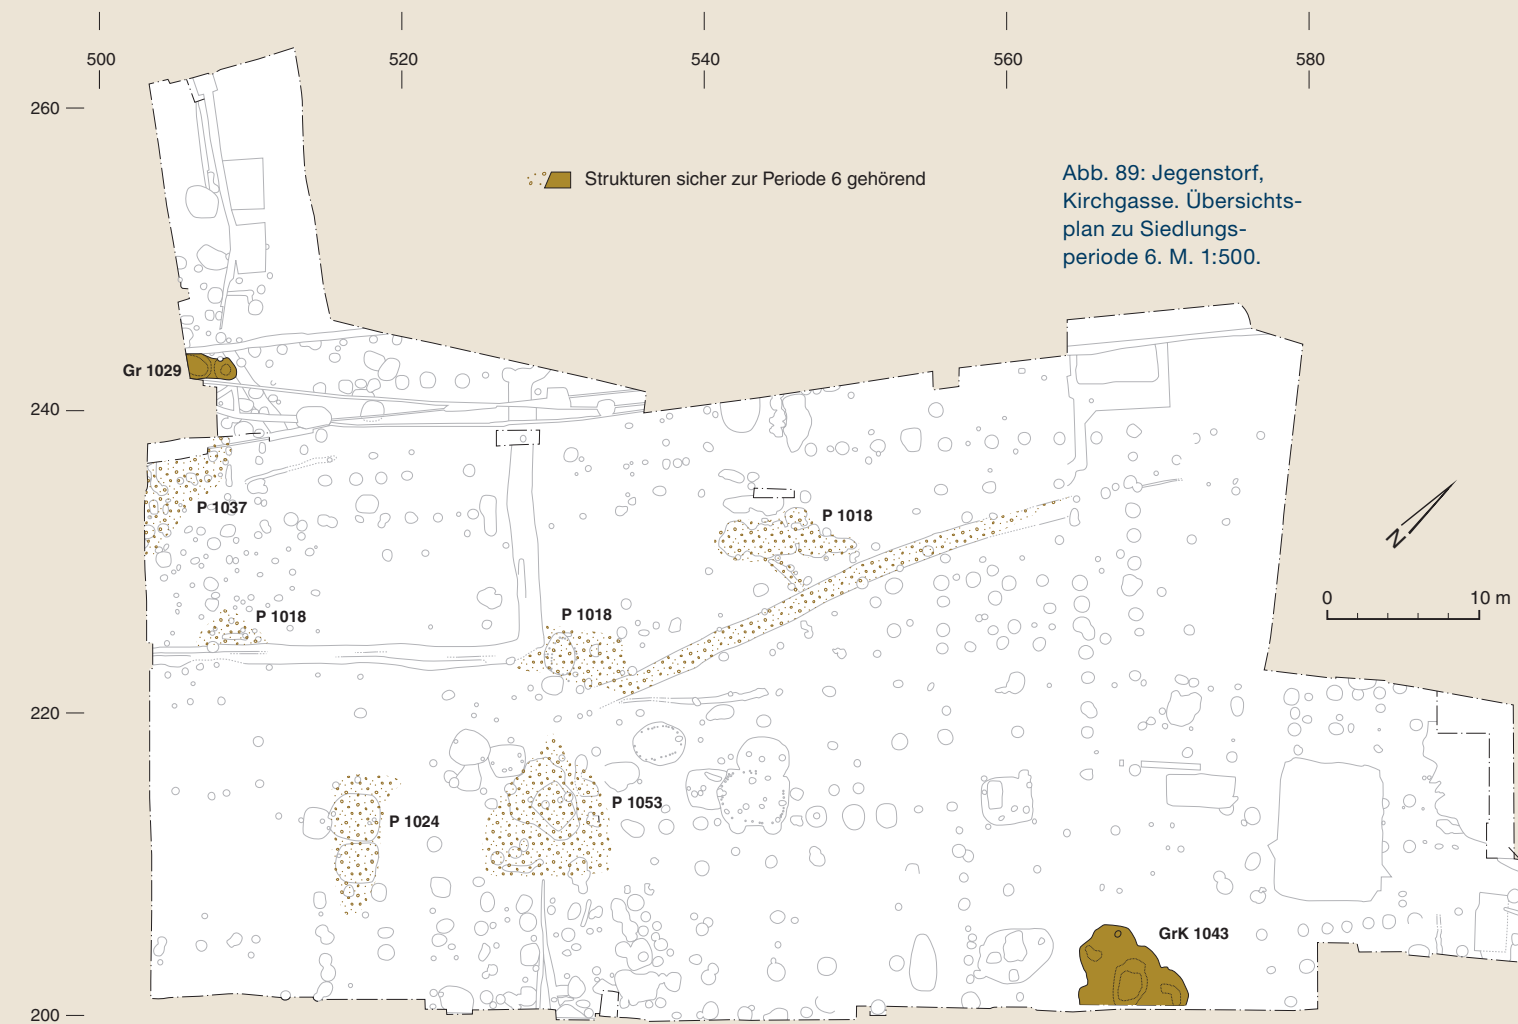 500 520 540 560 580
260
Strukturen sicher zur Periode 6 gehörend
Abb. 89: Jegenstorf,
Kirchgasse. Übersichts-
plan zu Siedlungs-
periode 6. M. 1:500.
Gr 1029
240
P 1037
P 1018
N
0 10 m
P 1018
P 1018
220
P 1053
P 1024
GrK 1043
200